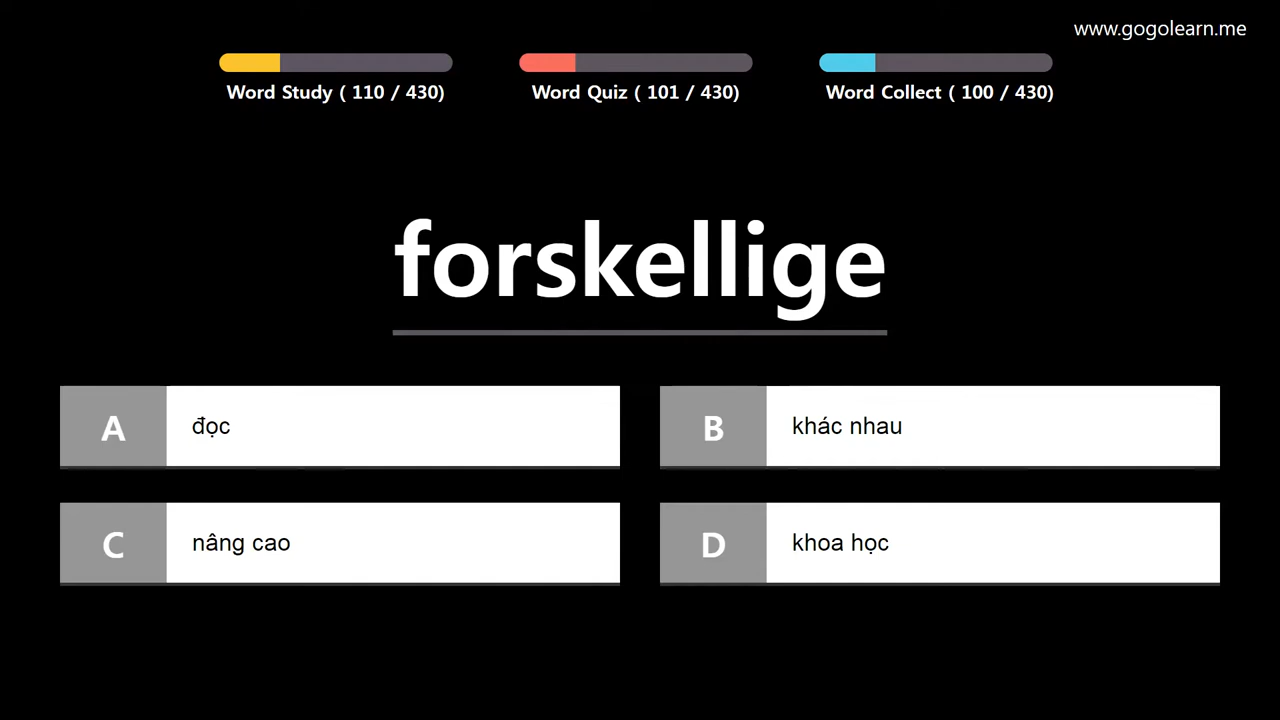 www.gogolearn.me
Word Study ( 110 / 430)
Word Quiz ( 101 / 430)
Word Collect ( 100 / 430)
forskellige
A
đọc
B
khác nhau
C
nâng cao
D
khoa học